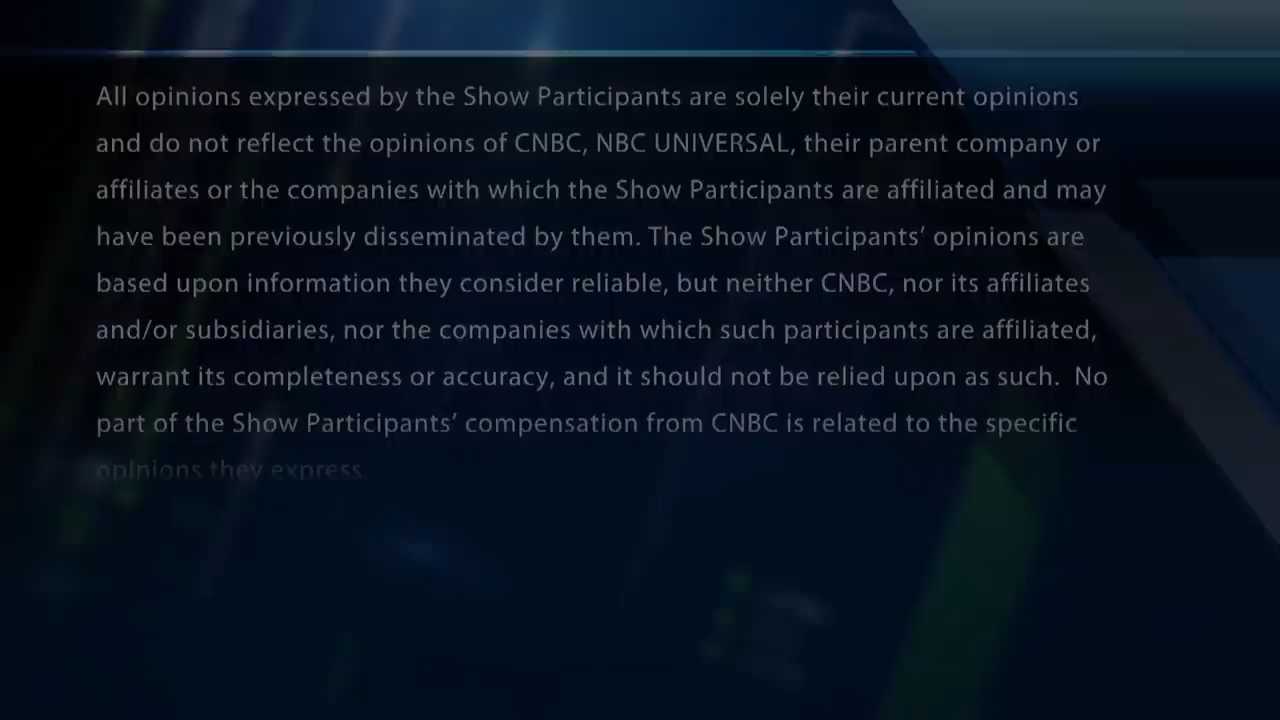 All opinions expressed by the Show Participants are solely their current opinions
and do not reflect the opinions of CNBC, NBC UNIVERSAL, their parent company or
affiliates or the companies with which the Show Participants are affiliated and may
have been previously disseminated by them. The Show Participants’ opinions are
based upon information they consider reliable, but neither CNBC, nor its affiliates
and/or subsidiaries, nor the companies with which such participants are affiliated,
warrant its completeness or accuracy, and it should not be relied upon as such.  No
part of the Show Participants’ compensation from CNBC is related to the specific
opinions they express.